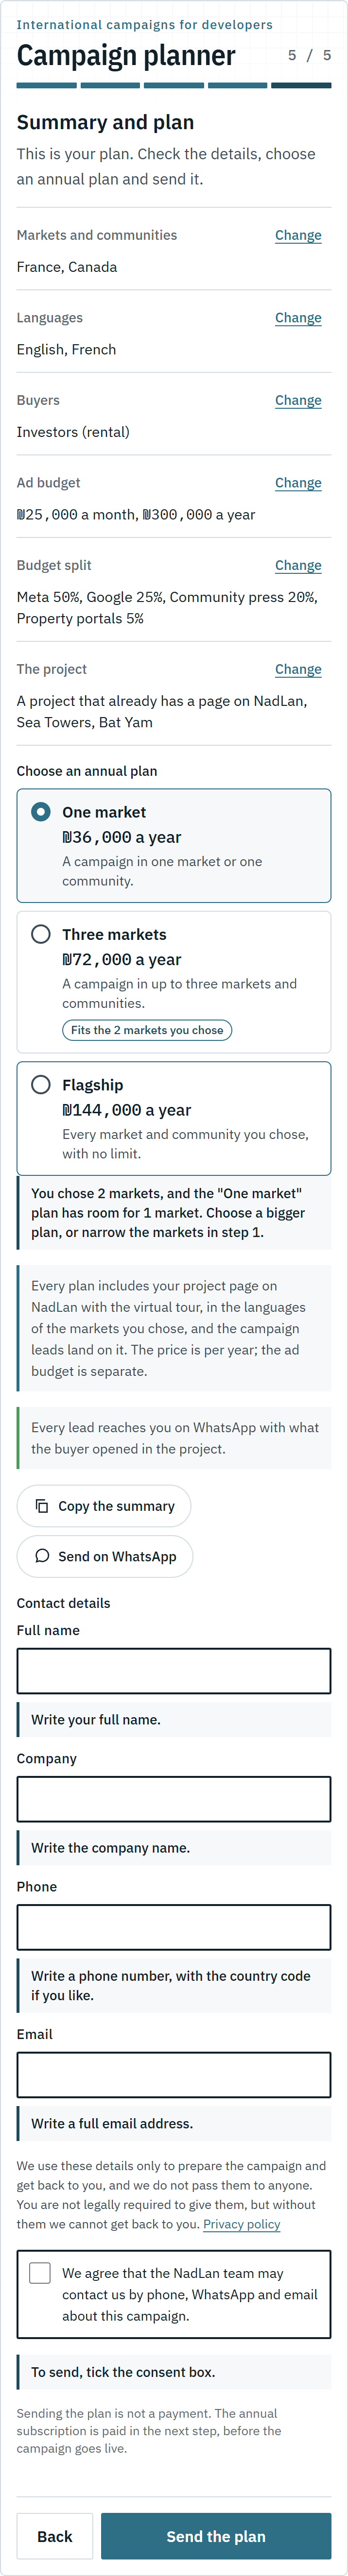 International campaigns for developers
Campaign planner
5 / 5
Summary and plan
This is your plan. Check the details, choose
an annual plan and send it.
Markets and communities
Change
France, Canada
Languages
Change
English, French
Buyers
Change
Investors (rental)
Ad budget
Change
₪25,000 a month, ₪300,000 a year
Budget split
Change
Meta 50%, Google 25%, Community press 20%,
Property portals 5%
The project
Change
A project that already has a page on NadLan,
Sea Towers, Bat Yam
Choose an annual plan
One market
₪36,000 a year
A campaign in one market or one
community.
Three markets
₪72,000 a year
A campaign in up to three markets and
communities.
Fits the 2 markets you chose
Flagship
₪144,000 a year
Every market and community you chose,
with no limit.
You chose 2 markets, and the "One market"
plan has room for 1 market. Choose a bigger
plan, or narrow the markets in step 1.
Every plan includes your project page on
NadLan with the virtual tour, in the languages
of the markets you chose, and the campaign
leads land on it. The price is per year; the ad
budget is separate.
Every lead reaches you on WhatsApp with what
the buyer opened in the project.
Copy the summary
Send on WhatsApp
Contact details
Full name
Write your full name.
Company
Write the company name.
Phone
Write a phone number, with the country code
if you like.
Email
Write a full email address.
We use these details only to prepare the campaign and
get back to you, and we do not pass them to anyone.
You are not legally required to give them, but without
them we cannot get back to you. Privacy policy
We agree that the NadLan team may
contact us by phone, WhatsApp and email
about this campaign.
To send, tick the consent box.
Sending the plan is not a payment. The annual
subscription is paid in the next step, before the
campaign goes live.
Back
Send the plan